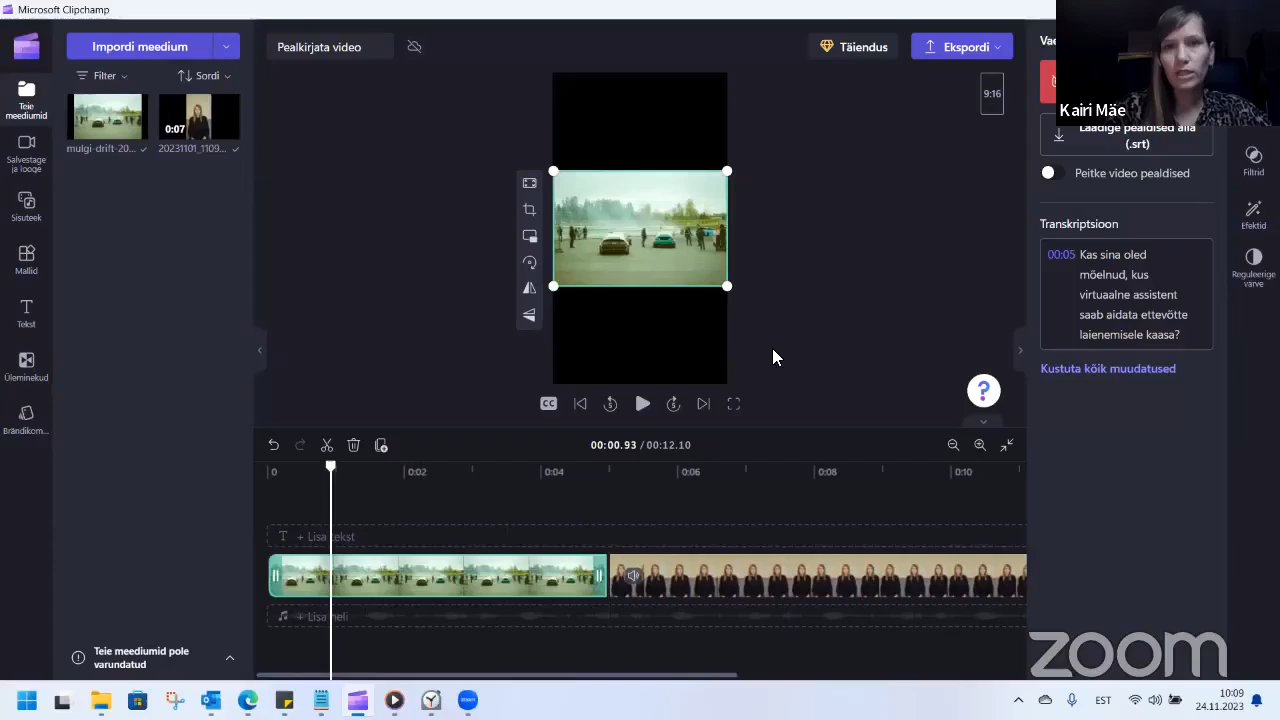 Microsoft Clipchamp
Impordi meedium
Pealkirjata video
Täiendus
Ekspordi
Filter
Sordi
9:16
Kairi Mäe
Laadige pealdised alla
(.srt)
Teie
meediumid
0:07
mulgi-drift-20...
20231101_1109...
Salvestage
ja looge
Peitke video pealdised
Filtrid
Sisuteek
Efektid
Transkriptsioon
00:05 Kas sina oled
mõelnud, kus
virtuaalne assistent
saab aidata ettevõtte
laienemisele kaasa?
Mallid
Reguleerige
värve
Tekst
Kustuta kõik muudatused
Üleminekud
?
Brändikom...
CC
5
5
00:00.93 / 00:12.10
0
0:02
0:04
0:06
0:08
0:10
T + Lisa tekst
+ Lisa heli
Teie meediumid pole
varundatud
zoom
EST
10:09
24.11.2023